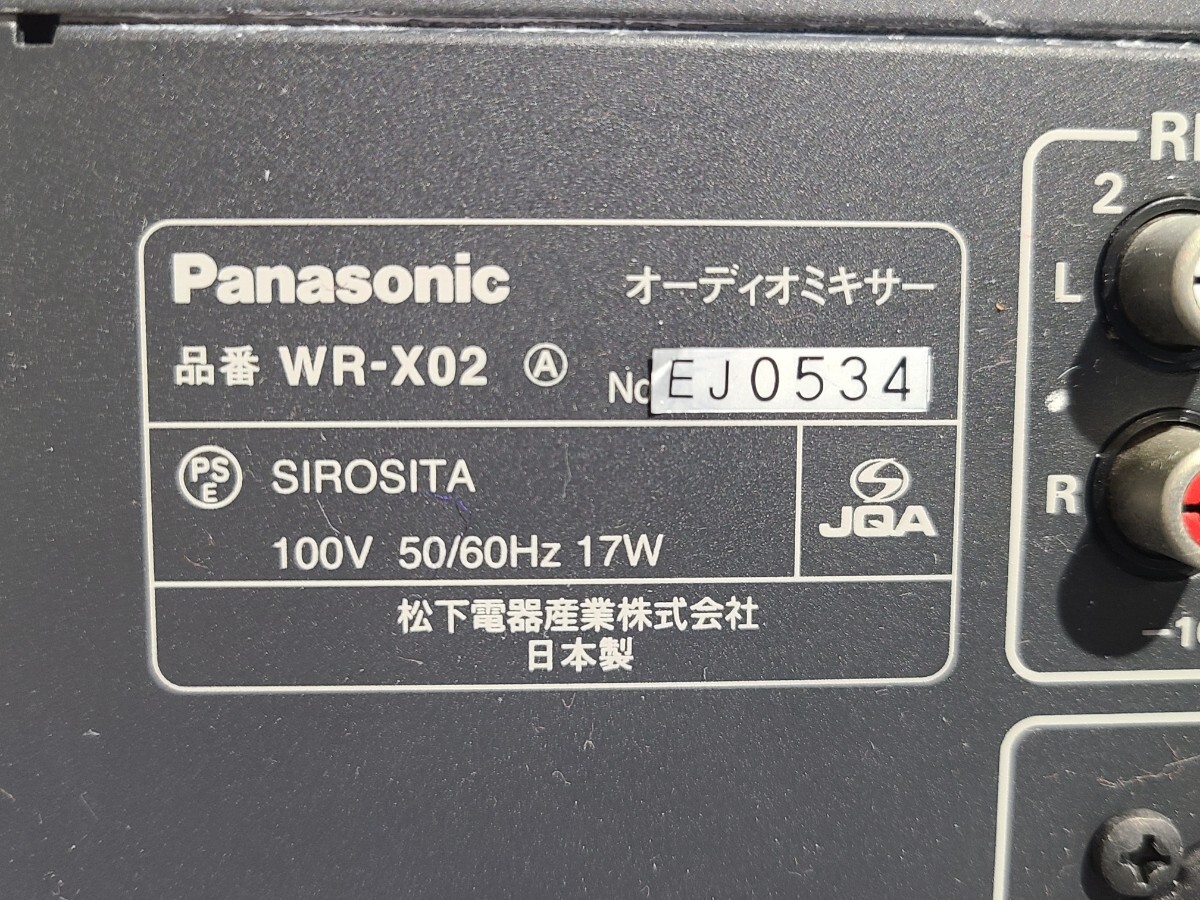 Panasonic オーディオミキサー
品番 WR-X02 Ⓐ No EJ0534
PSE SIROSITA
100V 50/60Hz 17W
JQA
松下電器産業株式会社
日本製
2
L
R